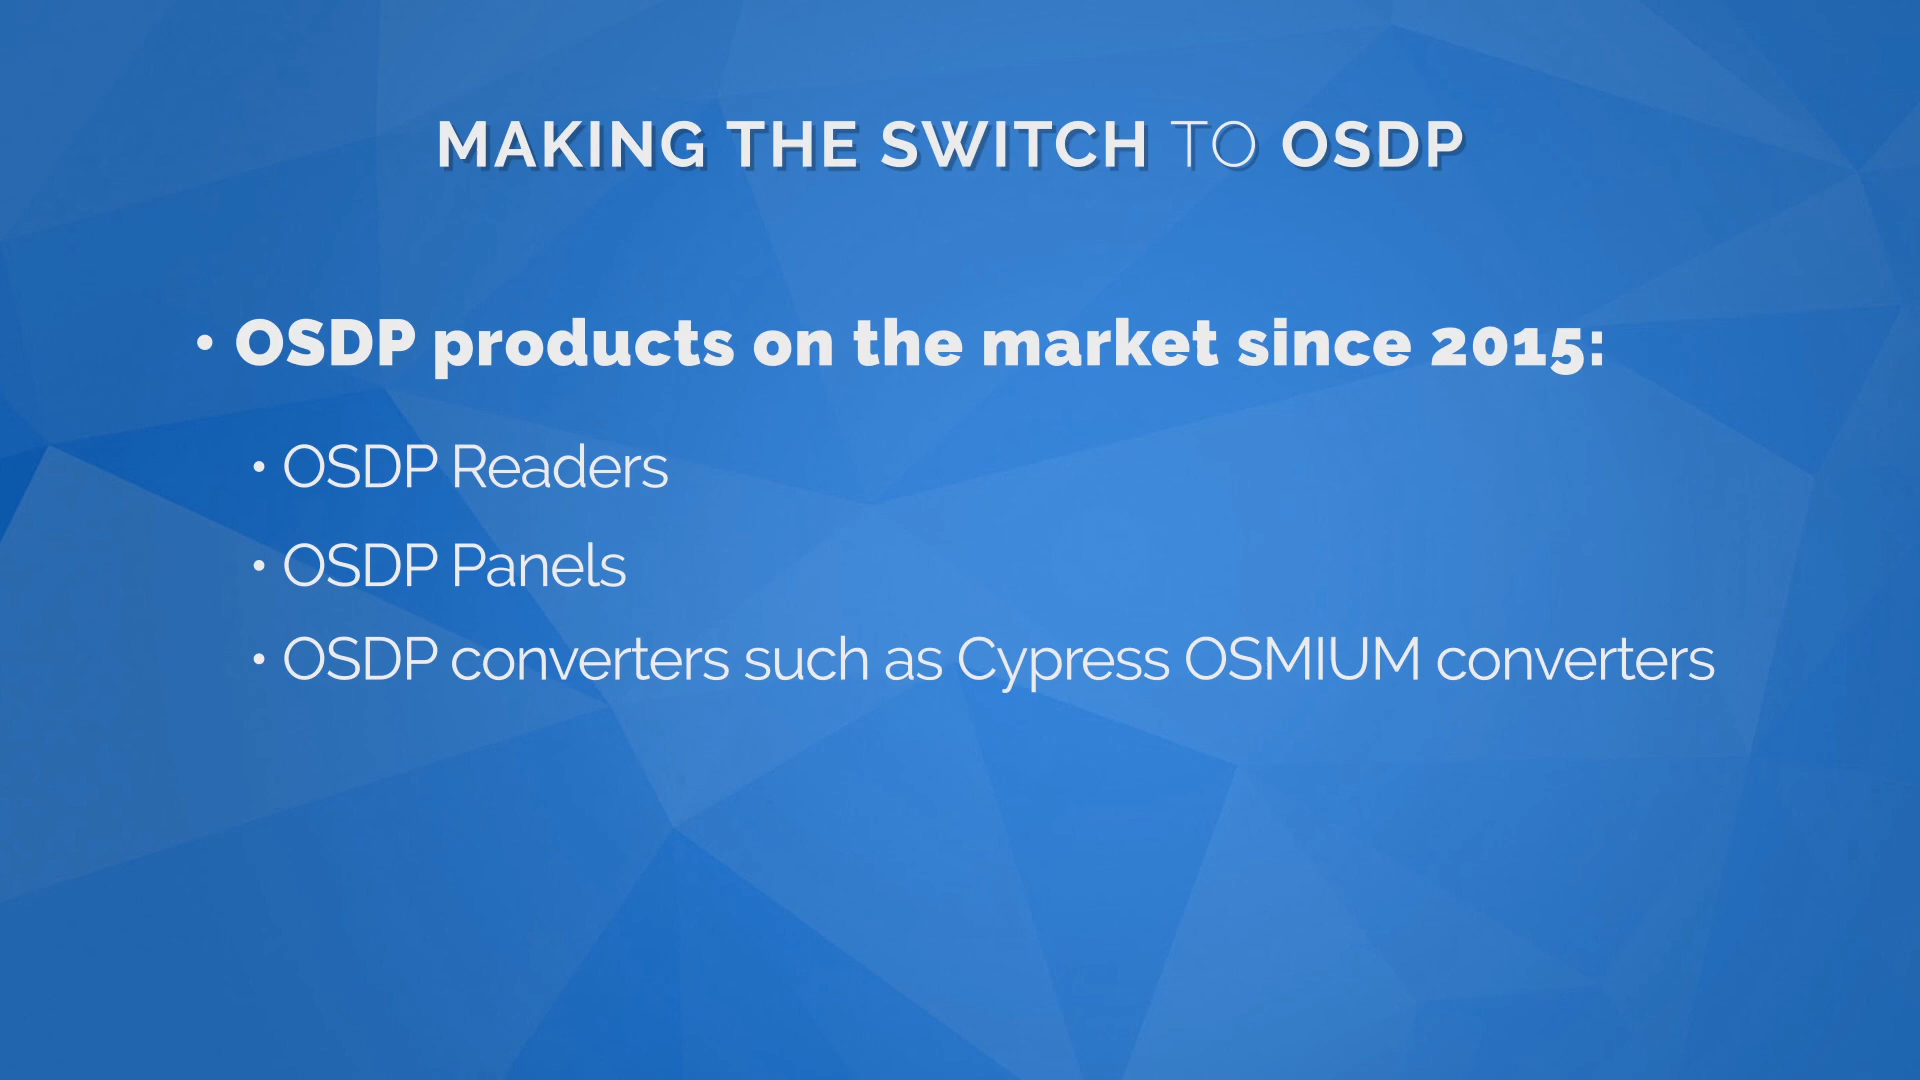 MAKING THE SWITCH TO OSDP
• OSDP products on the market since 2015:
• OSDP Readers
• OSDP Panels
• OSDP converters such as Cypress OSMIUM converters